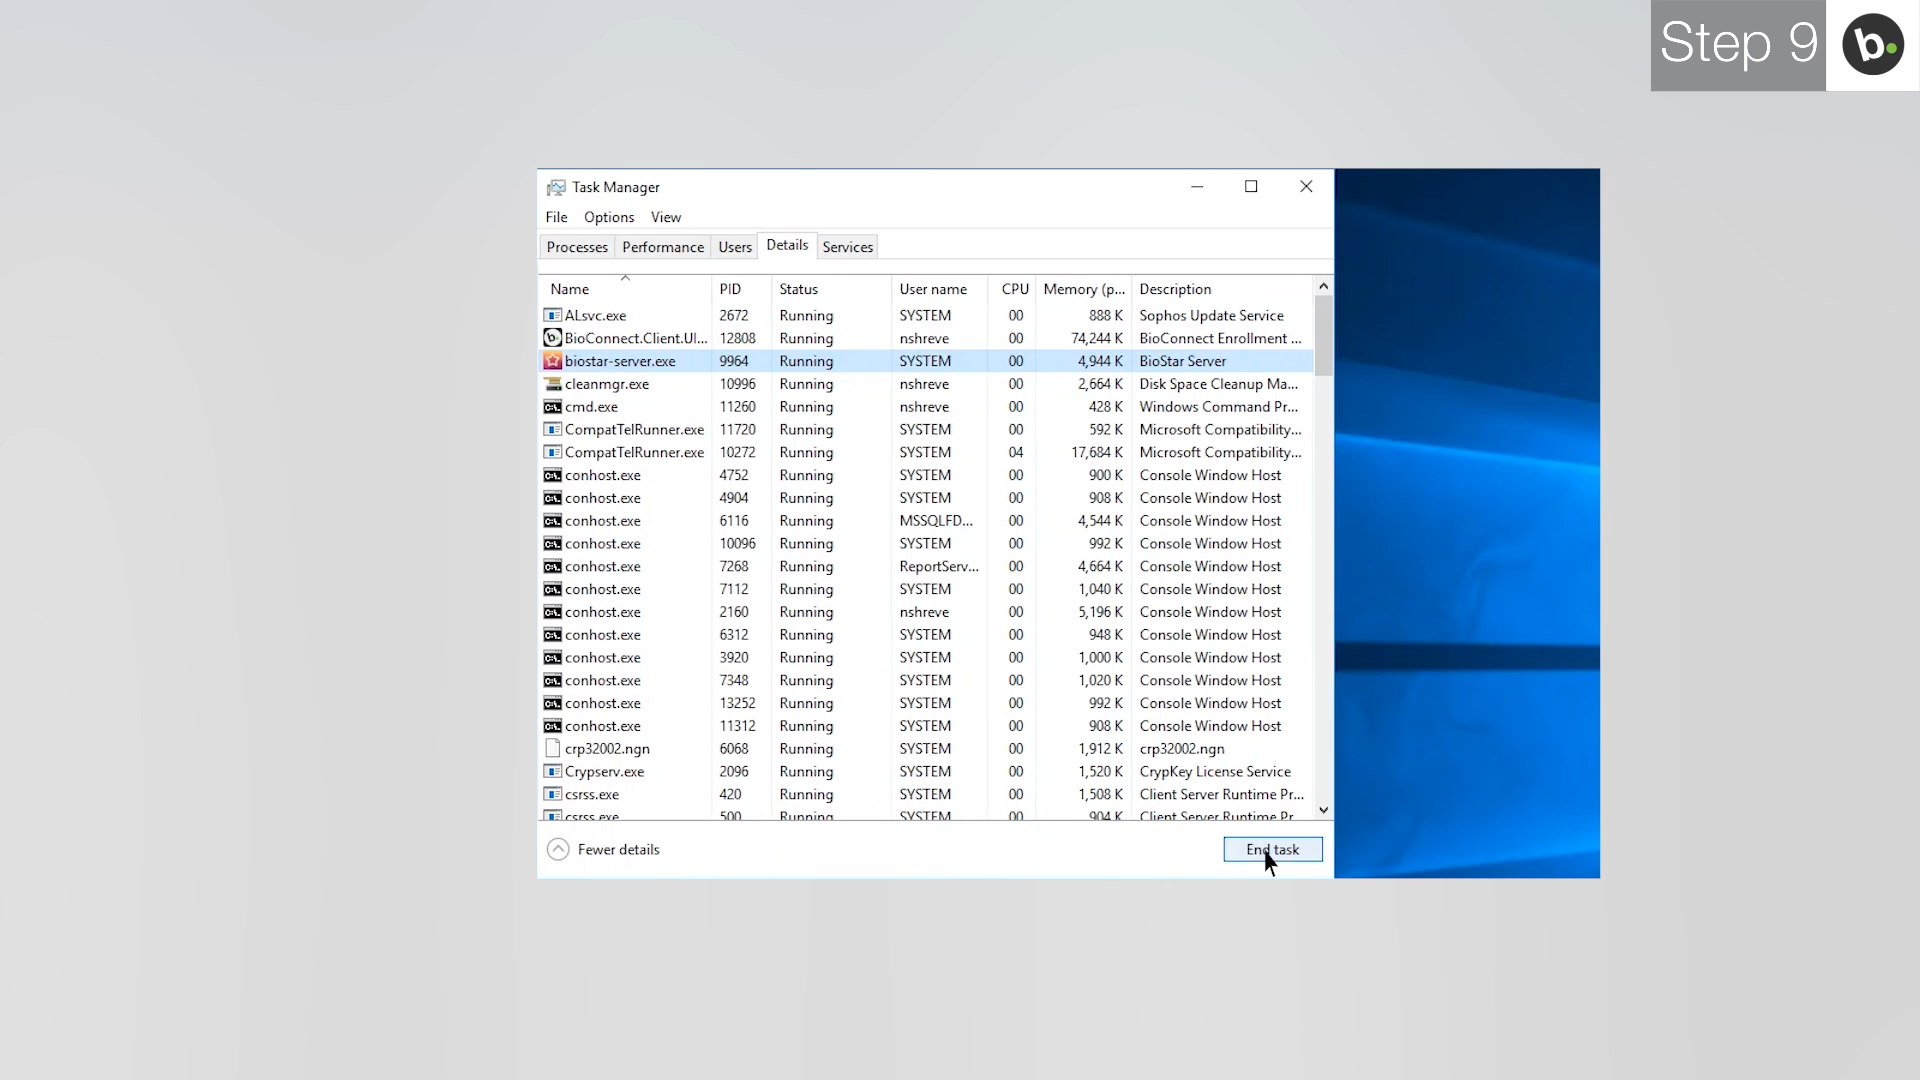 Step 9
b.
Task Manager
File Options View
Processes Performance Users Details Services
Name PID Status User name CPU Memory (p... Description
ALsvc.exe 2672 Running SYSTEM 00 888 K Sophos Update Service
BioConnect.Client.UI... 12808 Running nshreve 00 74,244 K BioConnect Enrollment ...
biostar-server.exe 9964 Running SYSTEM 00 4,944 K BioStar Server
cleanmgr.exe 10996 Running nshreve 00 2,664 K Disk Space Cleanup Ma...
cmd.exe 11260 Running nshreve 00 428 K Windows Command Pr...
CompatTelRunner.exe 11720 Running SYSTEM 00 592 K Microsoft Compatibility...
CompatTelRunner.exe 10272 Running SYSTEM 04 17,684 K Microsoft Compatibility...
conhost.exe 4752 Running SYSTEM 00 900 K Console Window Host
conhost.exe 4904 Running SYSTEM 00 908 K Console Window Host
conhost.exe 6116 Running MSSQLFD... 00 4,544 K Console Window Host
conhost.exe 10096 Running SYSTEM 00 992 K Console Window Host
conhost.exe 7268 Running ReportServ... 00 4,664 K Console Window Host
conhost.exe 7112 Running SYSTEM 00 1,040 K Console Window Host
conhost.exe 2160 Running nshreve 00 5,196 K Console Window Host
conhost.exe 6312 Running SYSTEM 00 948 K Console Window Host
conhost.exe 3920 Running SYSTEM 00 1,000 K Console Window Host
conhost.exe 7348 Running SYSTEM 00 1,020 K Console Window Host
conhost.exe 13252 Running SYSTEM 00 992 K Console Window Host
conhost.exe 11312 Running SYSTEM 00 908 K Console Window Host
crp32002.ngn 6068 Running SYSTEM 00 1,912 K crp32002.ngn
Crypserv.exe 2096 Running SYSTEM 00 1,520 K CrypKey License Service
csrss.exe 420 Running SYSTEM 00 1,508 K Client Server Runtime Pr...
csrss.exe 500 Running SYSTEM 00 904 K Client Server Runtime Pr
Fewer details End task